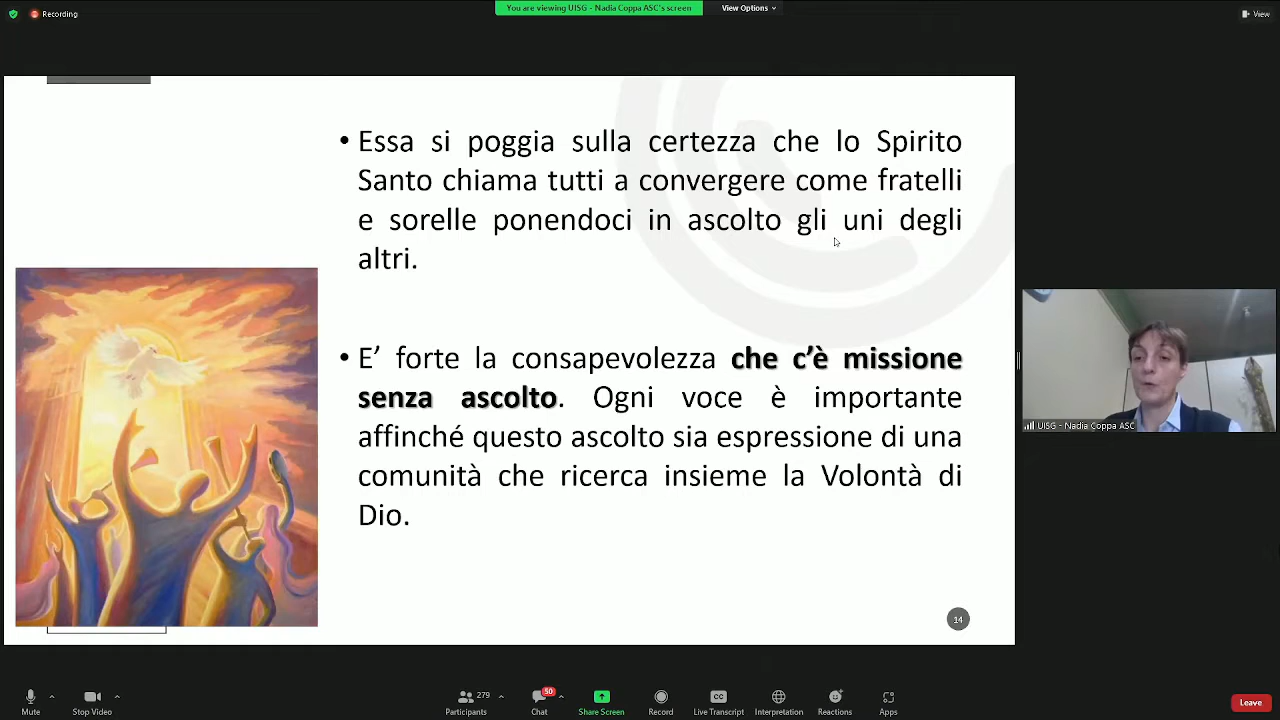 Recording
You are viewing UISG - Nadia Coppa ASC's screen
View Options
View
• Essa si poggia sulla certezza che lo Spirito
Santo chiama tutti a convergere come fratelli
e sorelle ponendoci in ascolto gli uni degli
altri.
• E’ forte la consapevolezza che c’è missione
senza ascolto. Ogni voce è importante
affinché questo ascolto sia espressione di una
comunità che ricerca insieme la Volontà di
Dio.
14
UISG - Nadia Coppa ASC
Mute
Stop Video
279
Participants
50
Chat
Share Screen
Record
CC
Live Transcript
Interpretation
Reactions
Apps
Leave